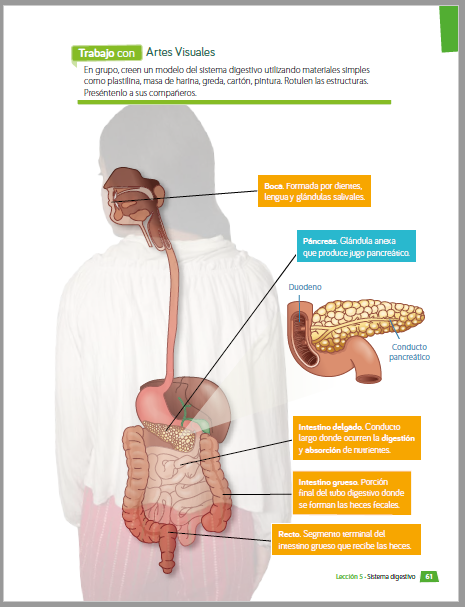 Trabajo con Artes Visuales
En grupo, creen un modelo del sistema digestivo utilizando materiales simples
como plastilina, masa de harina, greda, cartón, pintura. Rotulen las estructuras.
Preséntenlo a sus compañeros.
Boca. Formada por dientes,
lengua y glándulas salivales.
Páncreas. Glándula anexa
que produce jugo pancreático.
Duodeno
Conducto
pancreático
Intestino delgado. Conducto
largo donde ocurren la digestión
y absorción de nutrientes.
Intestino grueso. Porción
final del tubo digestivo donde
se forman las heces fecales.
Recto. Segmento terminal del
intestino grueso que recibe las heces.
Lección 5 - Sistema digestivo 61